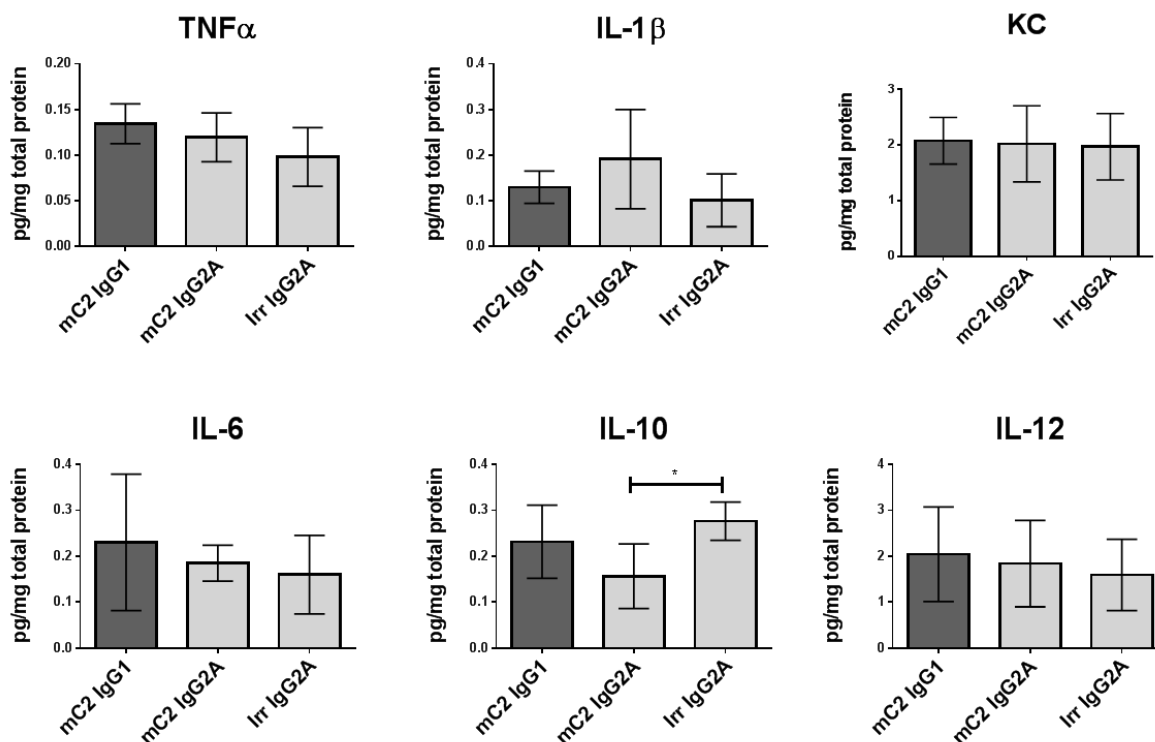 TNFα
pg/mg total protein
0.20
0.15
0.10
0.05
0.00
mC2 IgG1
mC2 IgG2A
Irr IgG2A
IL-1β
pg/mg total protein
0.4
0.3
0.2
0.1
0.0
mC2 IgG1
mC2 IgG2A
Irr IgG2A
KC
pg/mg total protein
3
2
1
0
mC2 IgG1
mC2 IgG2A
Irr IgG2A
IL-6
pg/mg total protein
0.4
0.3
0.2
0.1
0.0
mC2 IgG1
mC2 IgG2A
Irr IgG2A
IL-10
pg/mg total protein
0.4
0.3
0.2
0.1
0.0
*
mC2 IgG1
mC2 IgG2A
Irr IgG2A
IL-12
pg/mg total protein
4
3
2
1
0
mC2 IgG1
mC2 IgG2A
Irr IgG2A